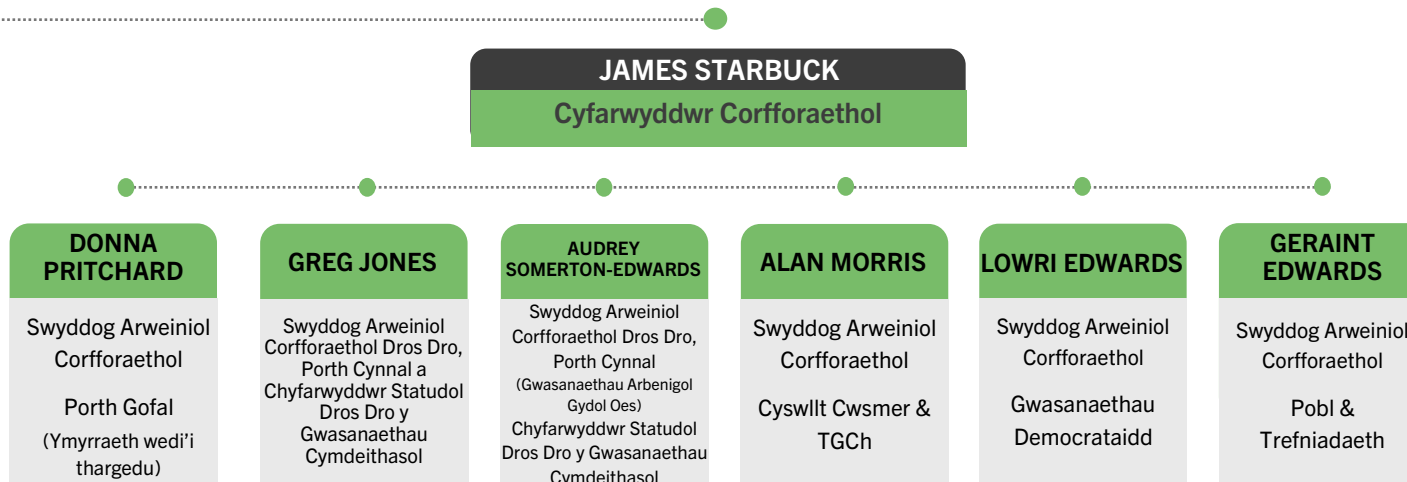 JAMES STARBUCK
Cyfarwyddwr Corfforaethol
DONNA
PRITCHARD
Swyddog Arweiniol
Corfforaethol
Porth Gofal
(Ymyrraeth wedi'i
thargedu)
GREG JONES
Swyddog Arweiniol
Corfforaethol Dros Dro,
Porth Cynnal a
Chyfarwyddwr Statudol
Dros Dro y
Gwasanaethau
Cymdeithasol
AUDREY
SOMERTON-EDWARDS
Swyddog Arweiniol
Corfforaethol Dros Dro,
Porth Cynnal
(Gwasanaethau Arbenigol
Gydol Oes)
Chyfarwyddwr Statudol
Dros Dro y Gwasanaethau
Cymdeithasol
ALAN MORRIS
Swyddog Arweiniol
Corfforaethol
Cyswllt Cwsmer &
TGCh
LOWRI EDWARDS
Swyddog Arweiniol
Corfforaethol
Gwasanaethau
Democrataidd
GERAINT
EDWARDS
Swyddog Arweiniol
Corfforaethol
Pobl &
Trefniadaeth